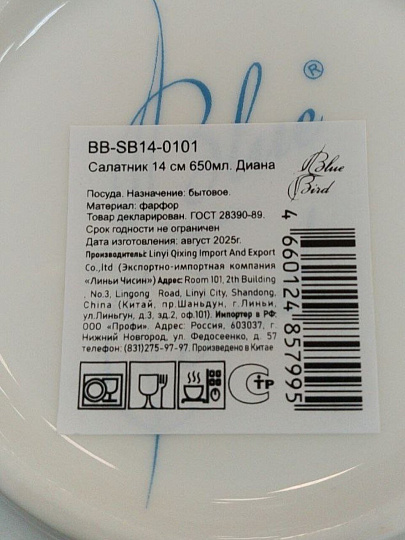 Blue
®
BB-SB14-0101
Салатник 14 см 650мл. Диана
Blue
Bird
Посуда. Назначение: бытовое.
Материал: фарфор
Товар декларирован. ГОСТ 28390-89.
Срок годности не ограничен
Дата изготовления: август 2025г.
Производитель: Linyi Qixing Import And Export
Co.,ltd (Экспортно-импортная компания
«Линьи Чисин») Адрес: Room 101, 2th Building
, No.3, Lingong Road, Linyi City, Shandong,
China (Китай, пр.Шаньдун, г.Линьи,
ул.Линьгун, д.3, зд.2, оф.101). Импортер в РФ:
ООО «Профи». Адрес: Россия, 603037, г.
Нижний Новгород, ул. Федосеенко, д. 57
телефон: (831)275-97-97. Произведено в Китае
СТР
4 660124 857995